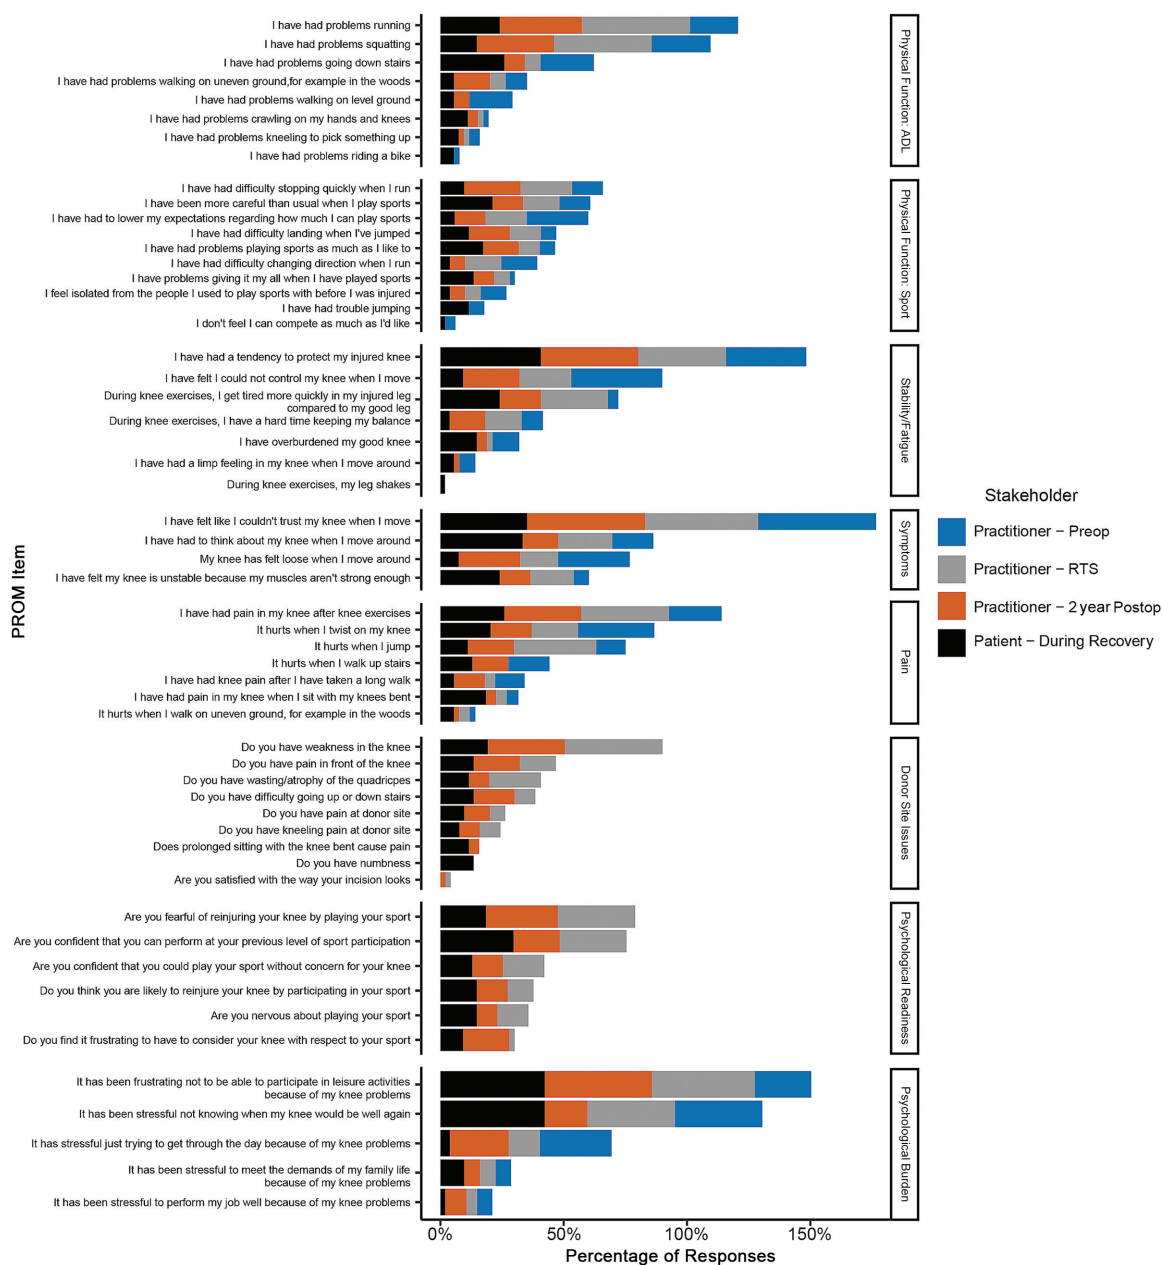 I have had problems running
I have had problems squatting
I have had problems going down stairs
I have had problems walking on uneven ground,for example in the woods
I have had problems walking on level ground
I have had problems crawling on my hands and knees
I have had problems kneeling to pick something up
I have had problems riding a bike
Physical Function: ADL
I have had difficulty stopping quickly when I run
I have been more careful than usual when I play sports
I have had to lower my expectations regarding how much I can play sports
I have had difficulty landing when I've jumped
I have had problems playing sports as much as I like to
I have had difficulty changing direction when I run
I have problems giving it my all when I have played sports
I feel isolated from the people I used to play sports with before I was injured
I have had trouble jumping
I don't feel I can compete as much as I'd like
Physical Function: Sport
I have had a tendency to protect my injured knee
I have felt I could not control my knee when I move
During knee exercises, I get tired more quickly in my injured leg
compared to my good leg
During knee exercises, I have a hard time keeping my balance
I have overburdened my good knee
I have had a limp feeling in my knee when I move around
During knee exercises, my leg shakes
Stability/Fatigue
I have felt like I couldn't trust my knee when I move
I have had to think about my knee when I move around
My knee has felt loose when I move around
I have felt my knee is unstable because my muscles aren't strong enough
Symptoms
I have had pain in my knee after knee exercises
It hurts when I twist on my knee
It hurts when I jump
It hurts when I walk up stairs
I have had knee pain after I have taken a long walk
I have had pain in my knee when I sit with my knees bent
It hurts when I walk on uneven ground, for example in the woods
Pain
Do you have weakness in the knee
Do you have pain in front of the knee
Do you have wasting/atrophy of the quadricpes
Do you have difficulty going up or down stairs
Do you have pain at donor site
Do you have kneeling pain at donor site
Does prolonged sitting with the knee bent cause pain
Do you have numbness
Are you satisfied with the way your incision looks
Donor Site Issues
Are you fearful of reinjuring your knee by playing your sport
Are you confident that you can perform at your previous level of sport participation
Are you confident that you could play your sport without concern for your knee
Do you think you are likely to reinjure your knee by participating in your sport
Are you nervous about playing your sport
Do you find it frustrating to have to consider your knee with respect to your sport
Psychological Readiness
It has been frustrating not to be able to participate in leisure activities
because of my knee problems
It has been stressful not knowing when my knee would be well again
It has stressful just trying to get through the day because of my knee problems
It has been stressful to meet the demands of my family life
because of my knee problems
It has been stressful to perform my job well because of my knee problems
Psychological Burden
PROM Item
0%
50%
100%
150%
Percentage of Responses
Stakeholder
Practitioner – Preop
Practitioner – RTS
Practitioner – 2 year Postop
Patient – During Recovery